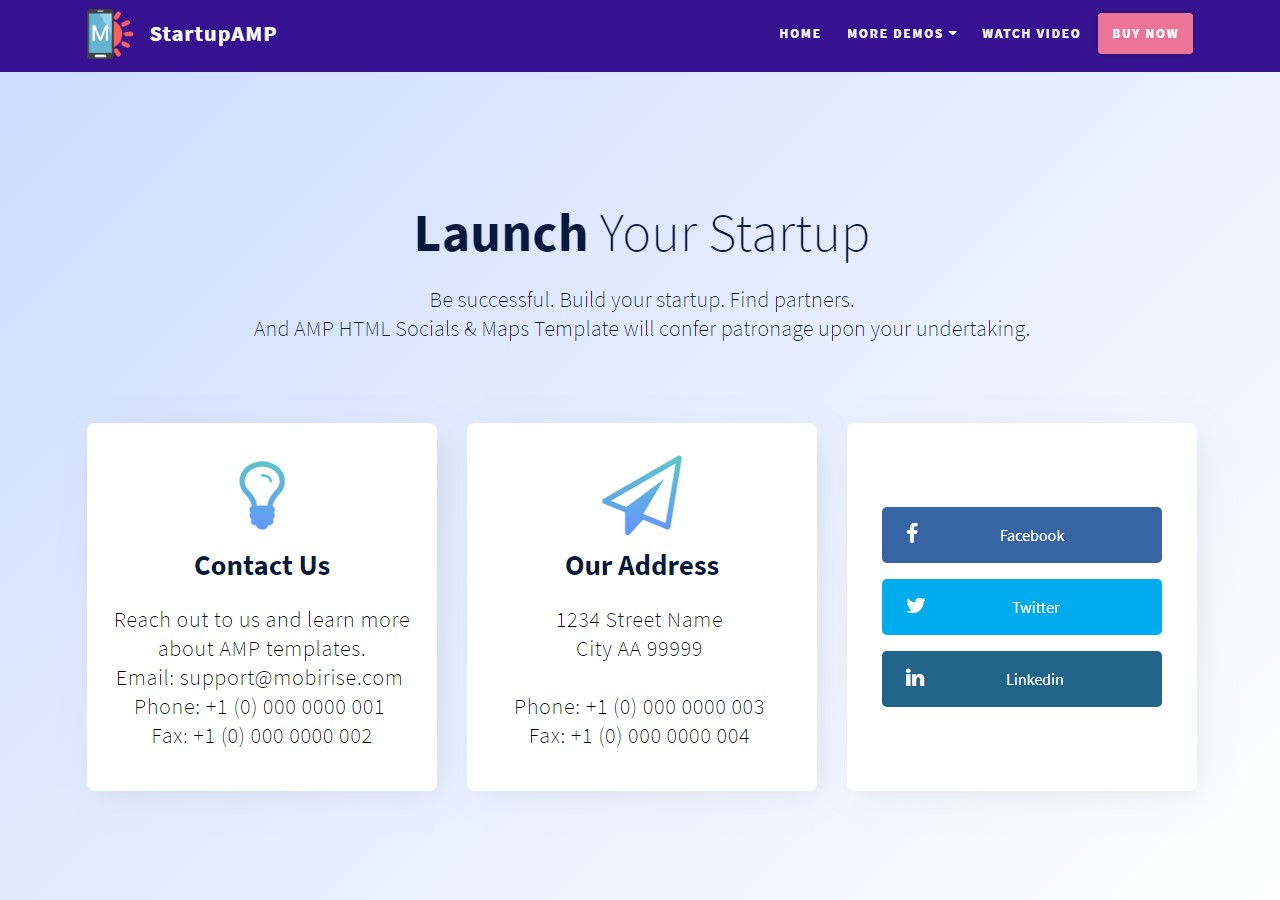 M StartupAMP HOME MORE DEMOS WATCH VIDEO BUY NOW
Launch Your Startup
Be successful. Build your startup. Find partners.
And AMP HTML Socials & Maps Template will confer patronage upon your undertaking.
Contact Us
Reach out to us and learn more
about AMP templates.
Email: support@mobirise.com
Phone: +1 (0) 000 0000 001
Fax: +1 (0) 000 0000 002
Our Address
1234 Street Name
City AA 99999
Phone: +1 (0) 000 0000 003
Fax: +1 (0) 000 0000 004
Facebook
Twitter
Linkedin